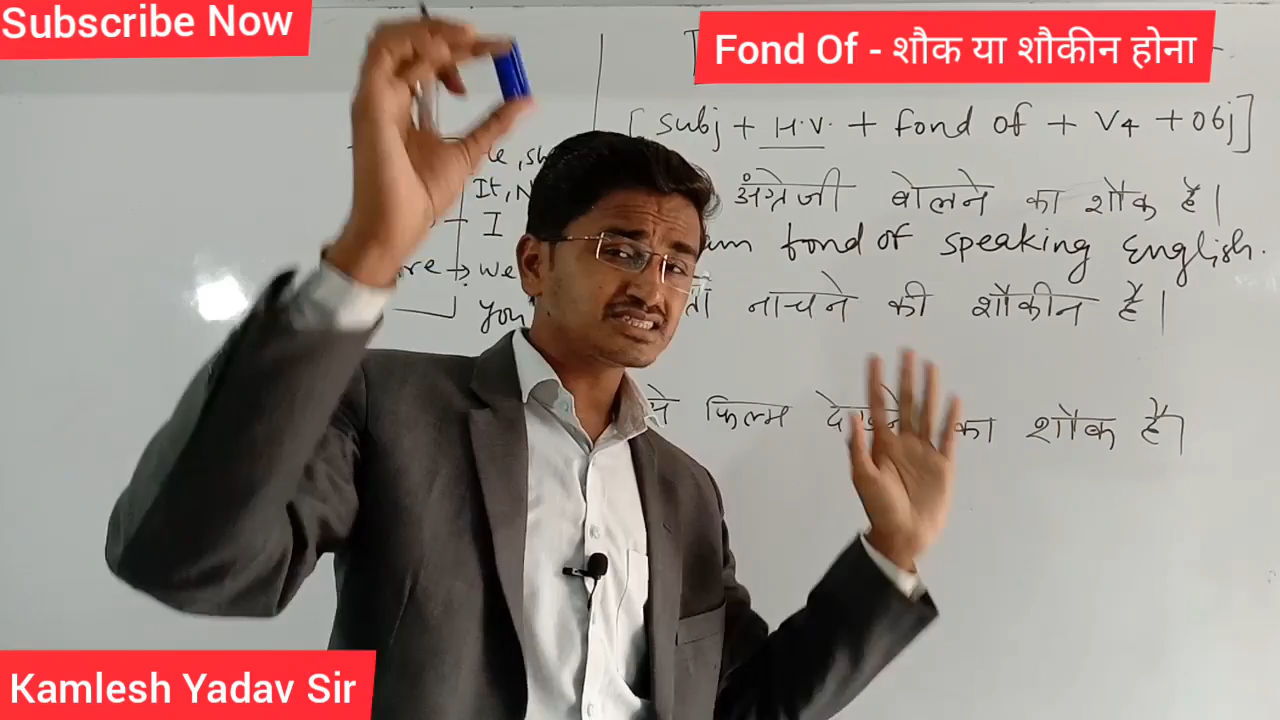 Subscribe Now
Fond Of - शौक या शौकीन होना
[Subj + H.V. + fond of + V4 + Obj]
अंग्रेजी बोलने का शौक है।
fond of speaking English.
नाचने की शौकीन है।
It,
I
we
you
फिल्म देखने का शौक है।
Kamlesh Yadav Sir